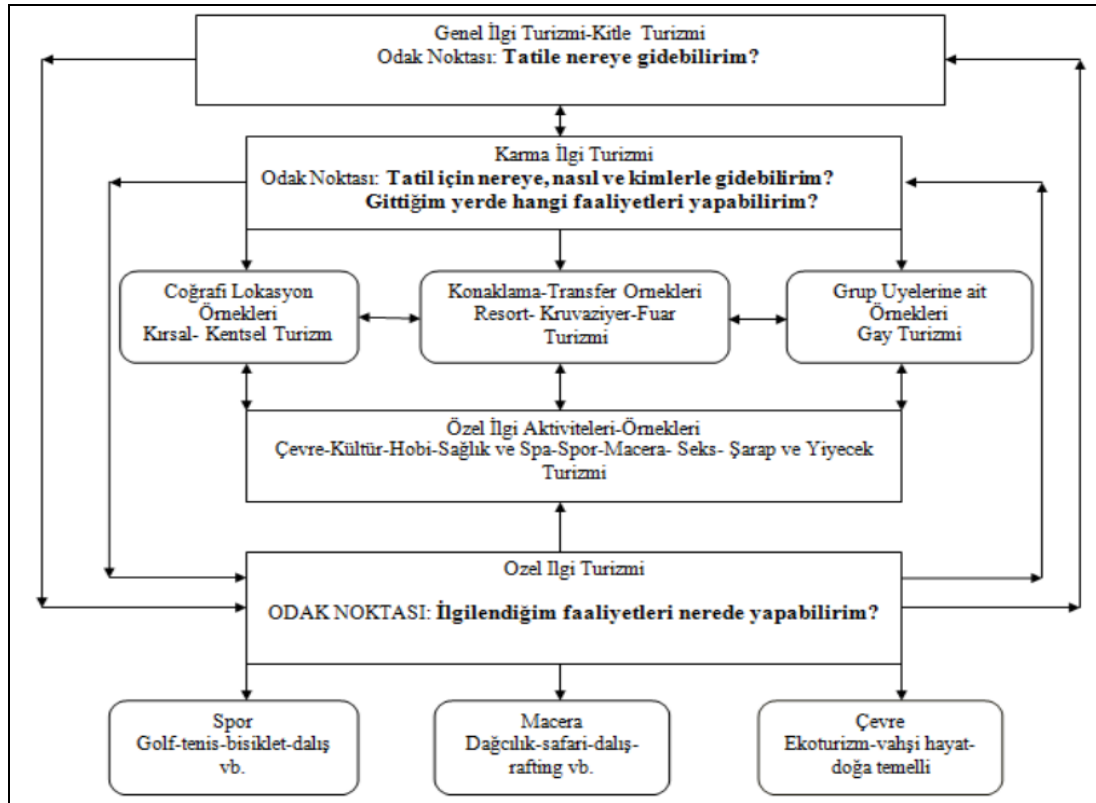 Genel İlgi Turizmi-Kitle Turizmi
Odak Noktası: Tatile nereye gidebilirim?
Karma İlgi Turizmi
Odak Noktası: Tatil için nereye, nasıl ve kimlerle gidebilirim?
Gittiğim yerde hangi faaliyetleri yapabilirim?
Coğrafi Lokasyon
Örnekleri
Kırsal- Kentsel Turizm
Konaklama-Transfer Ornekleri
Resort- Kruvaziyer-Fuar
Turizmi
Grup Uyelerine ait
Örnekleri
Gay Turizmi
Özel İlgi Aktiviteleri-Örnekleri
Çevre-Kültür-Hobi-Sağlık ve Spa-Spor-Macera- Seks- Şarap ve Yiyecek
Turizmi
Ozel Ilgi Turizmi
ODAK NOKTASI: İlgilendiğim faaliyetleri nerede yapabilirim?
Spor
Golf-tenis-bisiklet-dalış
vb.
Macera
Dağcılık-safari-dalış-
rafting vb.
Çevre
Ekoturizm-vahşi hayat-
doğa temelli